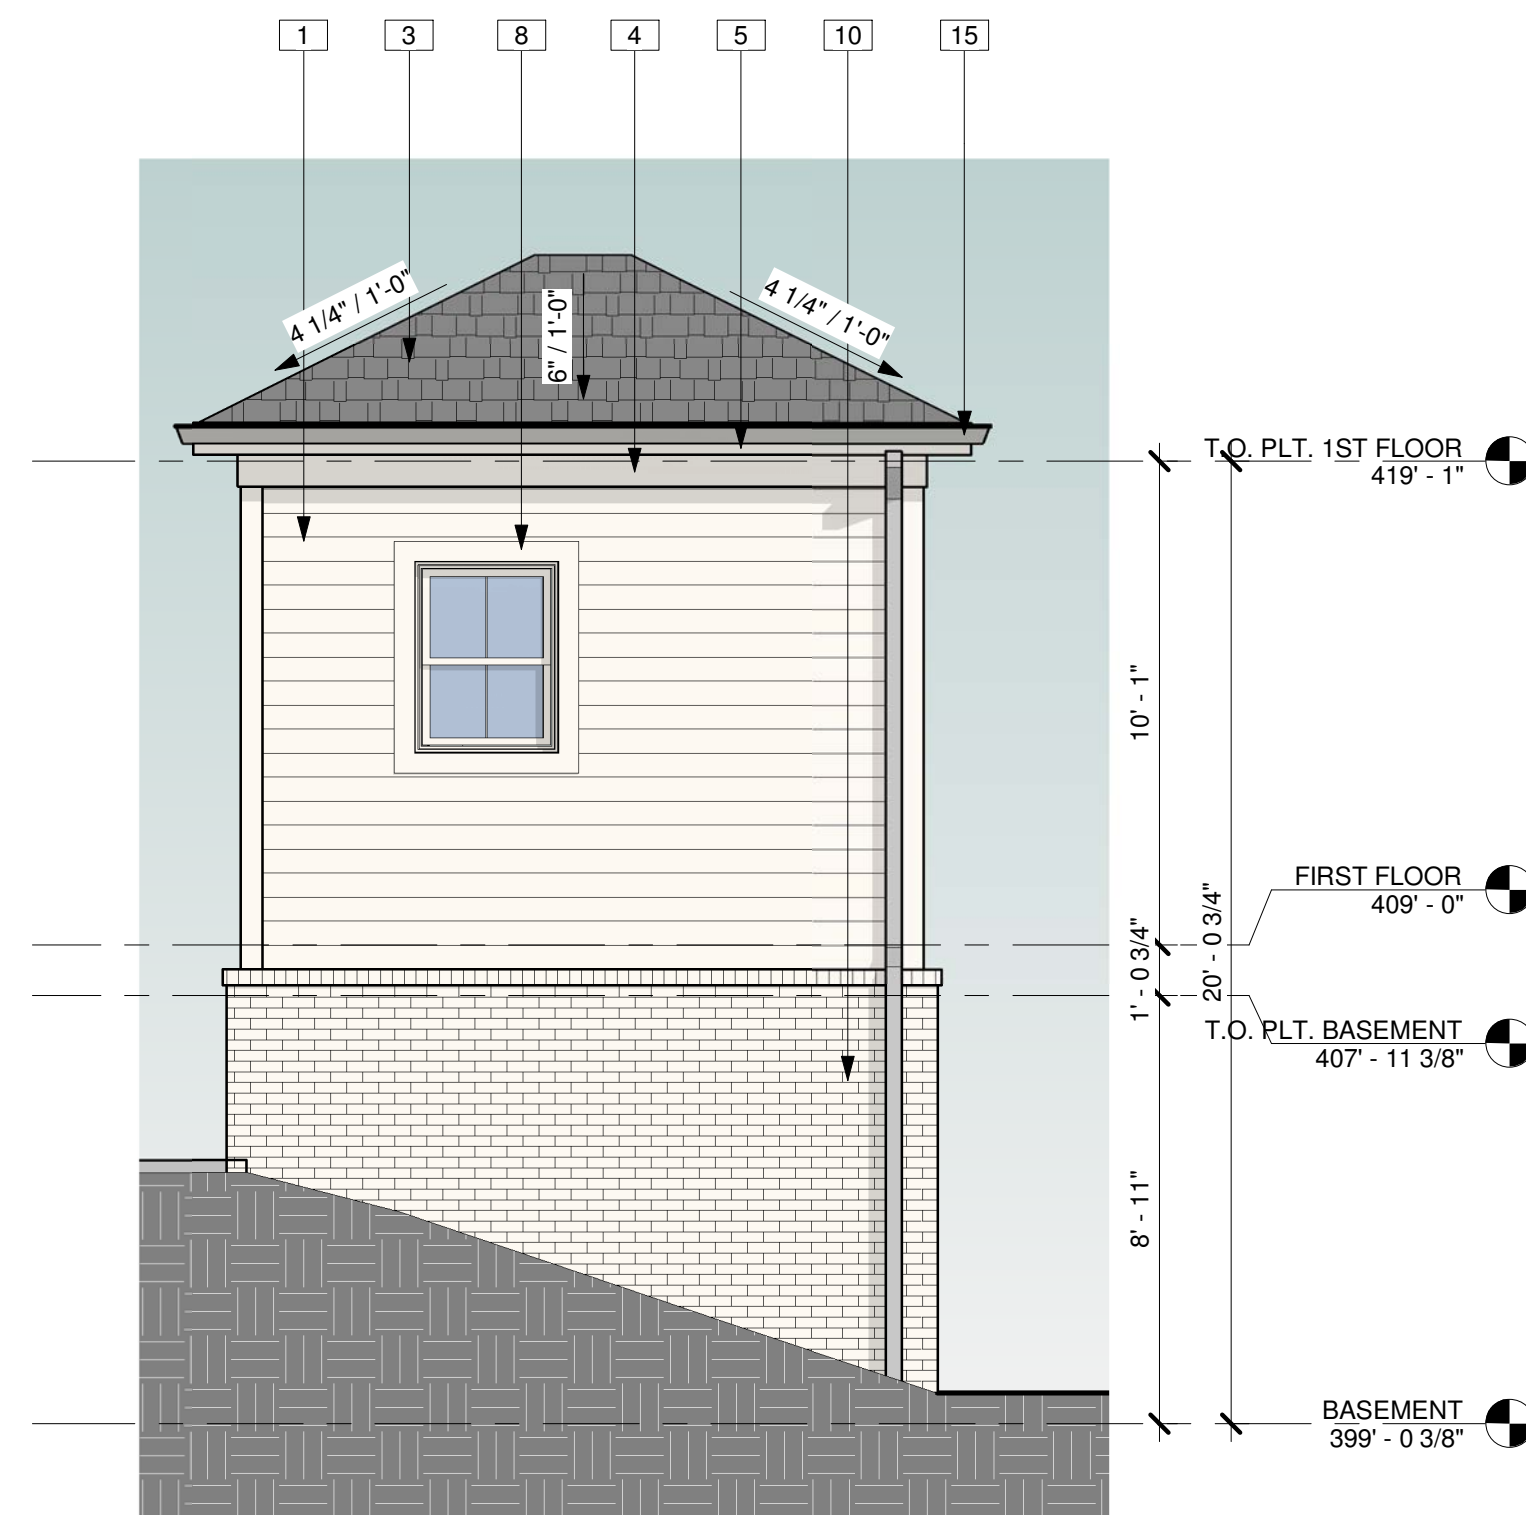 1
3
8
4
5
10
15
4 1/4" / 1'-0"
6" / 1'-0"
4 1/4" / 1'-0"
T.O. PLT. 1ST FLOOR
419' - 1"
10' - 1"
FIRST FLOOR
409' - 0"
1' - 0 3/4"
20' - 0 3/4"
T.O. PLT. BASEMENT
407' - 11 3/8"
8' - 11"
BASEMENT
399' - 0 3/8"